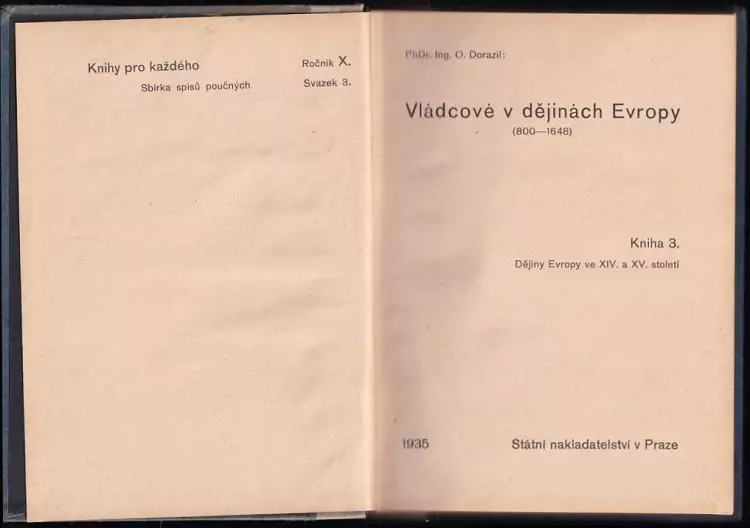 Knihy pro každého Ročník X.
Sbírka spisů poučných Svazek 3.
PhDr. Ing. O. Dorazil:
Vládcové v dějinách Evropy
(800—1648)
Kniha 3.
Dějiny Evropy ve XIV. a XV. století
1935 Státní nakladatelství v Praze